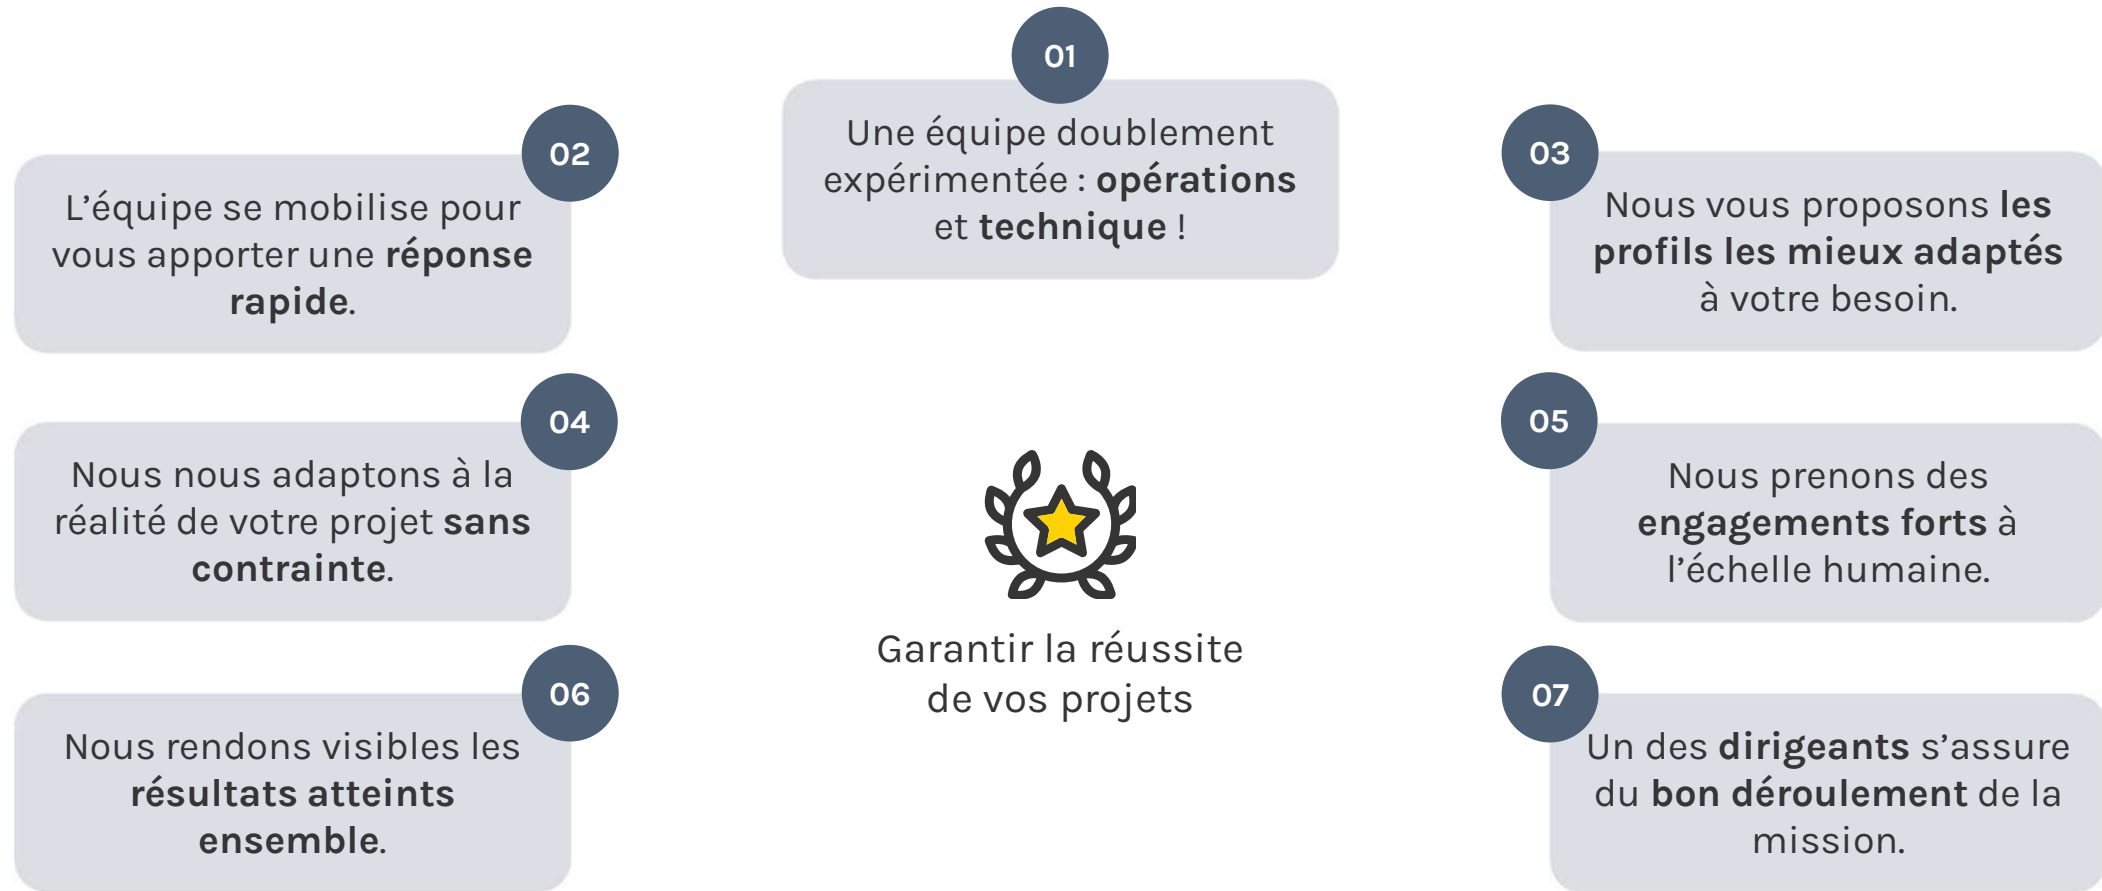 01
Une équipe doublement
expérimentée : opérations
et technique !
02
L’équipe se mobilise pour
vous apporter une réponse
rapide.
03
Nous vous proposons les
profils les mieux adaptés
à votre besoin.
04
Nous nous adaptons à la
réalité de votre projet sans
contrainte.
05
Nous prenons des
engagements forts à
l’échelle humaine.
06
Nous rendons visibles les
résultats atteints
ensemble.
07
Un des dirigeants s’assure
du bon déroulement de la
mission.
Garantir la réussite
de vos projets